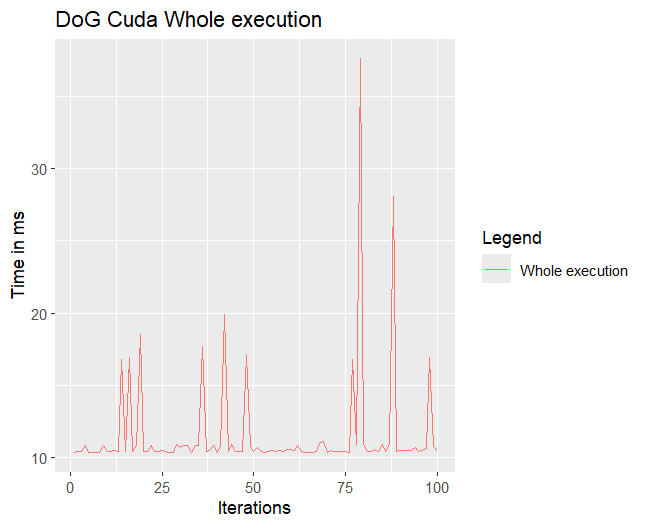 DoG Cuda Whole execution
Time in ms
30
20
10
0 25 50 75 100
Iterations
Legend
Whole execution